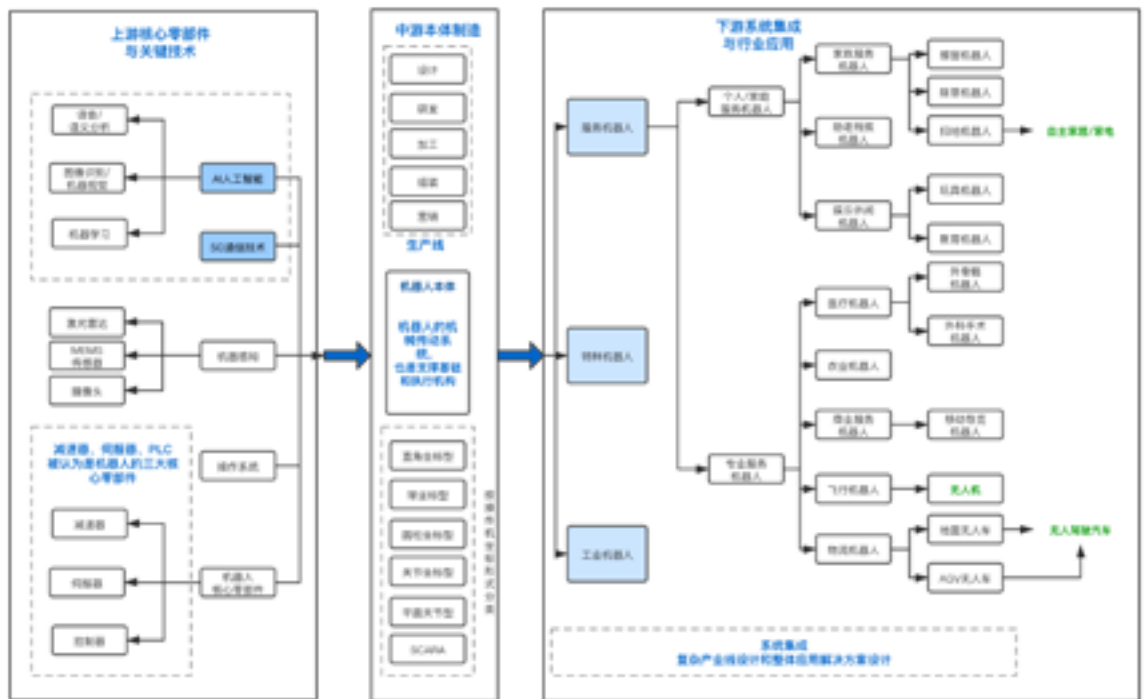 上游核心零部件
与关键技术
语音/
语义分析
图像识别/
机器视觉
机器学习
AI人工智能
5G通信技术
激光雷达
MEMS
传感器
摄像头
机器感知
减速器、伺服器、PLC
被认为是机器人的三大核
心零部件
操作系统
减速器
伺服器
控制器
机器人
核心零部件
中游本体制造
设计
研发
加工
组装
营销
生产线
机器人本体
机器人的机
械传动系
统，
也是支撑基础
和执行机构
直角坐标型
球坐标型
圆柱坐标型
关节坐标型
平面关节型
SCARA
按操作机坐标形式分类
下游系统集成
与行业应用
服务机器人
特种机器人
工业机器人
个人/家庭
服务机器人
专业服务
机器人
家政服务
机器人
助老残疾
机器人
娱乐休闲
机器人
擦窗机器人
除草机器人
扫地机器人
自主家居/家电
玩具机器人
教育机器人
医疗机器人
外骨骼
机器人
外科手术
机器人
农业机器人
商业服务
机器人
移动售货
机器人
飞行机器人
无人机
物流机器人
地面无人车
AGV无人车
无人驾驶汽车
系统集成
复杂产业线设计和整体应用解决方案设计